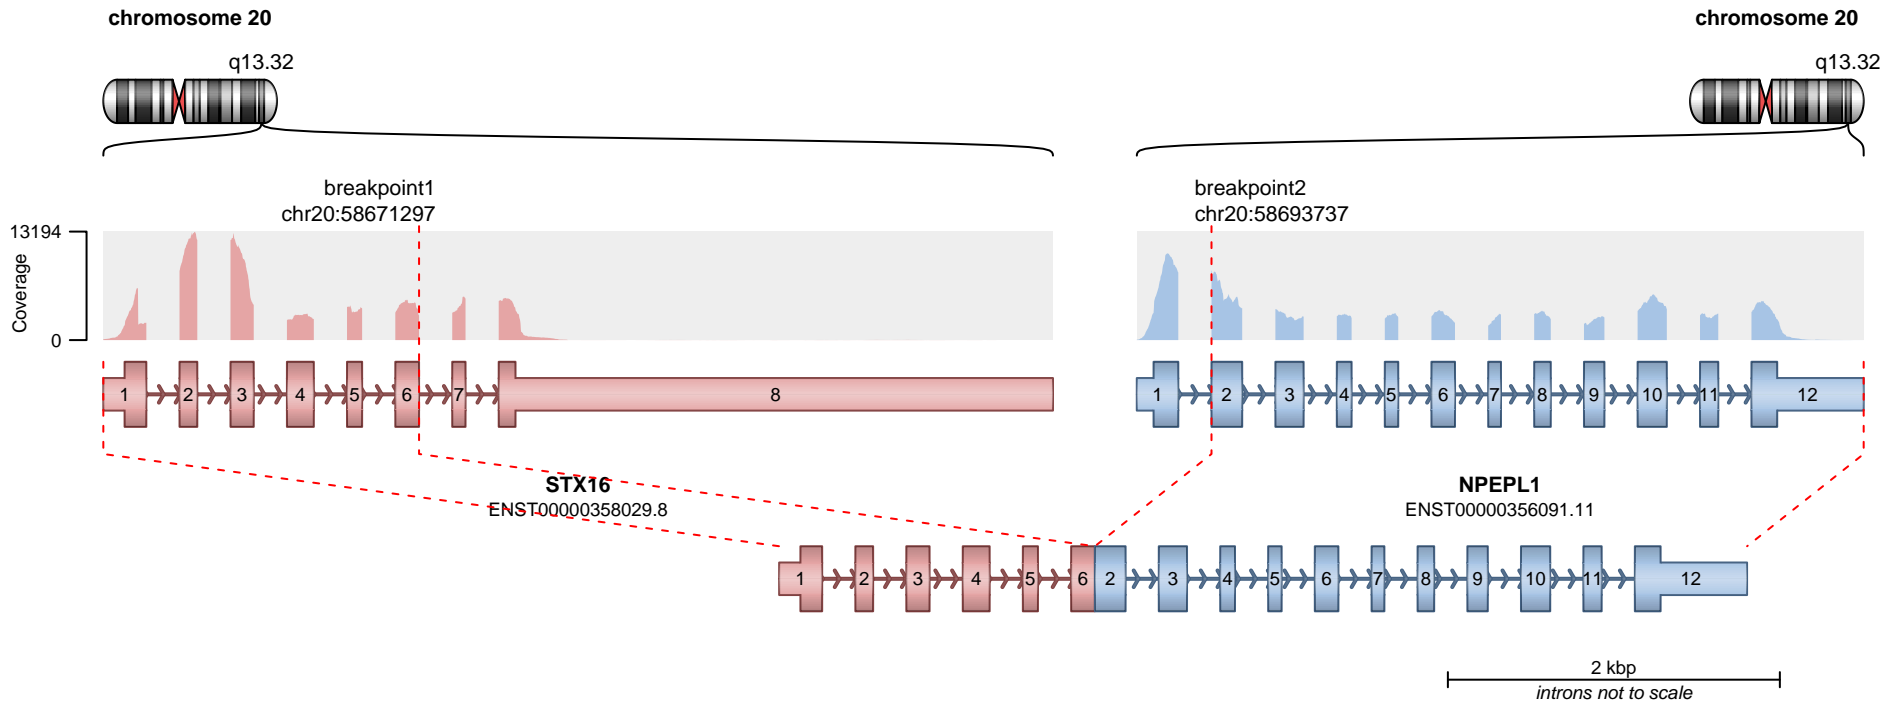 chromosome 20
chromosome 20
q13.32
q13.32
breakpoint1
chr20:58671297
breakpoint2
chr20:58693737
13194
Coverage
0
1 2 3 4 5 6 7 8
1 2 3 4 5 6 7 8 9 10 11 12
STX16
ENST00000358029.8
NPEPL1
ENST00000356091.11
1 2 3 4 5 6 2 3 4 5 6 7 8 9 10 11 12
2 kbp
introns not to scale